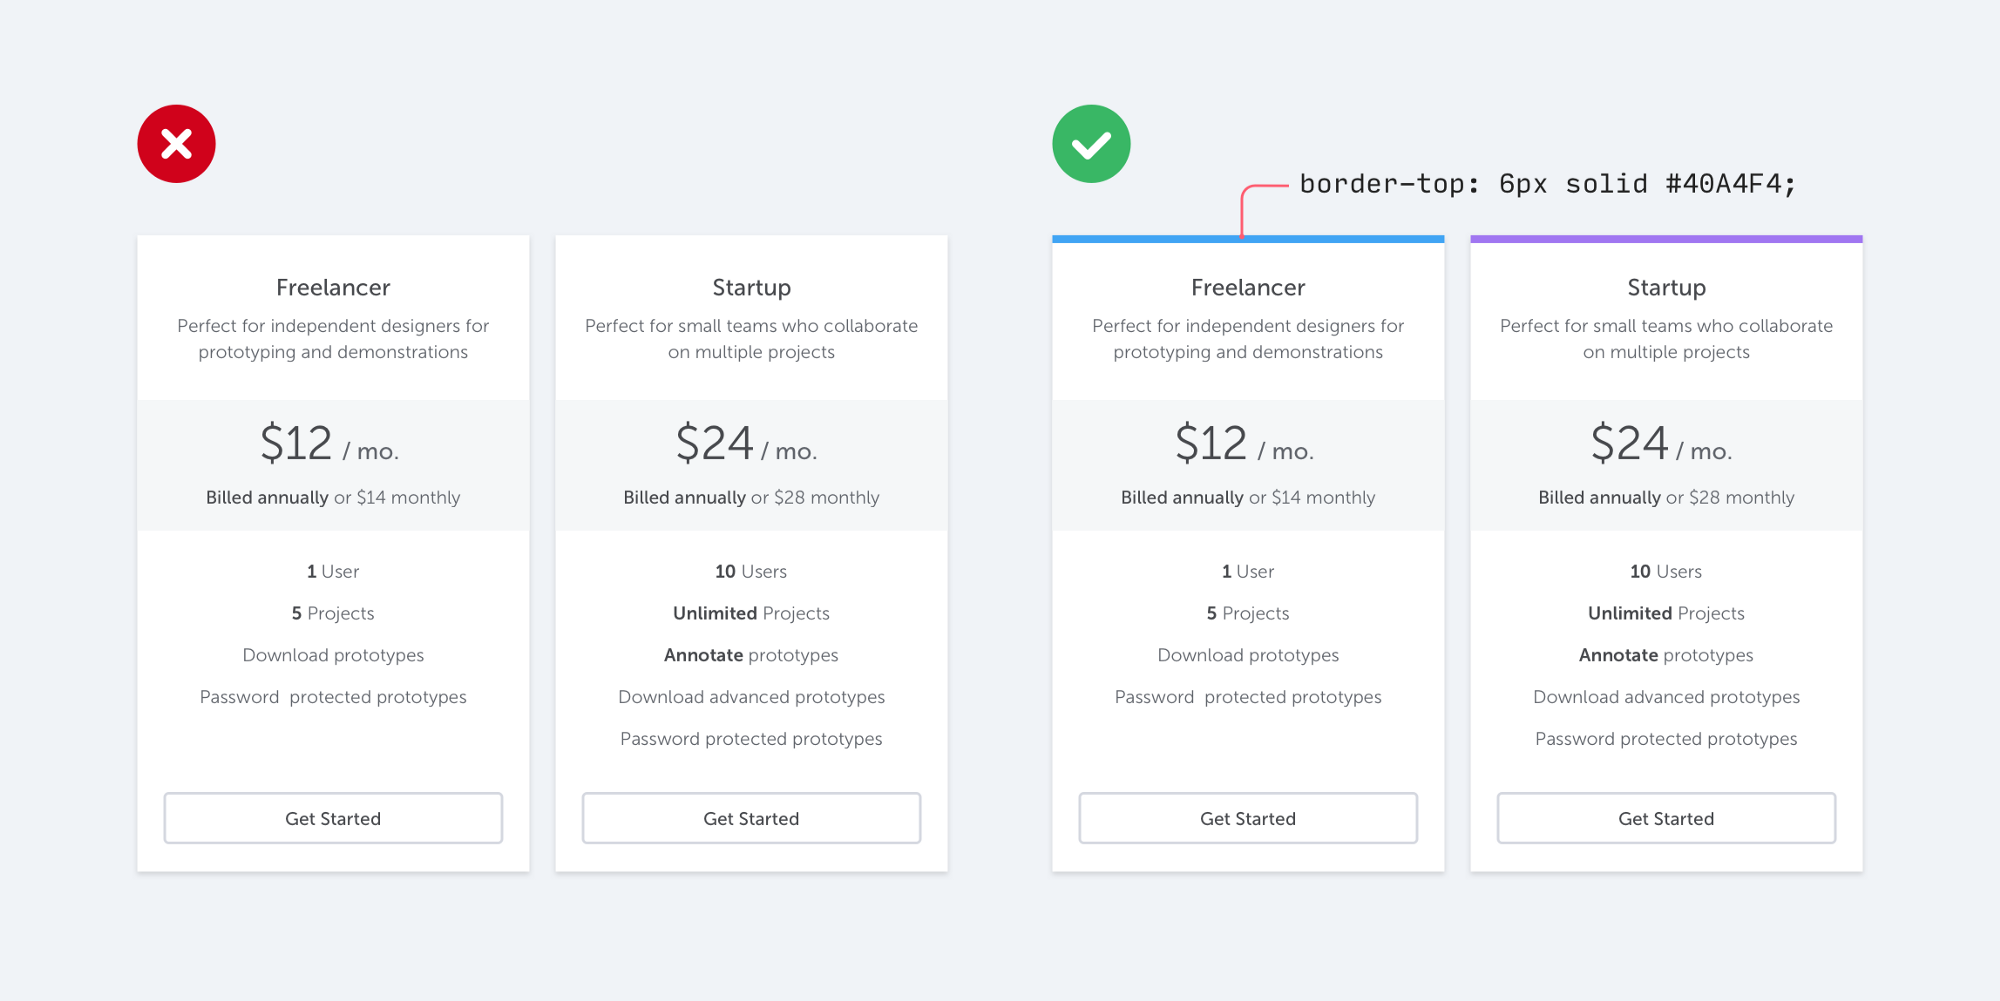 border-top: 6px solid #40A4F4;
Freelancer
Perfect for independent designers for
prototyping and demonstrations
$12 / mo.
Billed annually or $14 monthly
1 User
5 Projects
Download prototypes
Password  protected prototypes
Get Started
Startup
Perfect for small teams who collaborate
on multiple projects
$24 / mo.
Billed annually or $28 monthly
10 Users
Unlimited Projects
Annotate prototypes
Download advanced prototypes
Password protected prototypes
Get Started
Freelancer
Perfect for independent designers for
prototyping and demonstrations
$12 / mo.
Billed annually or $14 monthly
1 User
5 Projects
Download prototypes
Password  protected prototypes
Get Started
Startup
Perfect for small teams who collaborate
on multiple projects
$24 / mo.
Billed annually or $28 monthly
10 Users
Unlimited Projects
Annotate prototypes
Download advanced prototypes
Password protected prototypes
Get Started